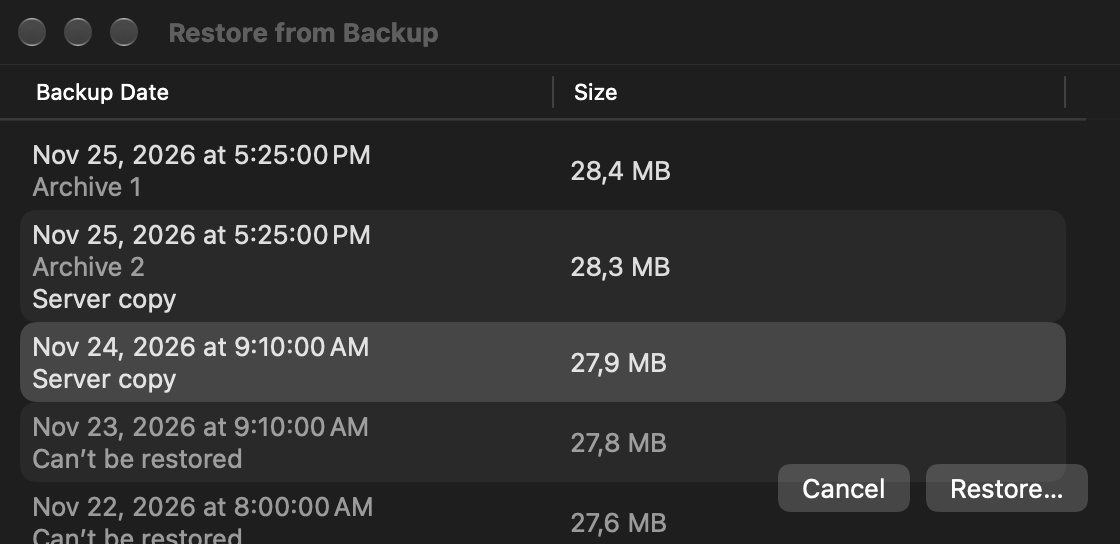 Restore from Backup
Backup Date
Size
Nov 25, 2026 at 5:25:00 PM
Archive 1
28,4 MB
Nov 25, 2026 at 5:25:00 PM
Archive 2
Server copy
28,3 MB
Nov 24, 2026 at 9:10:00 AM
Server copy
27,9 MB
Nov 23, 2026 at 9:10:00 AM
Can’t be restored
27,8 MB
Nov 22, 2026 at 8:00:00 AM
Can’t be restored
27,6 MB
Cancel
Restore…